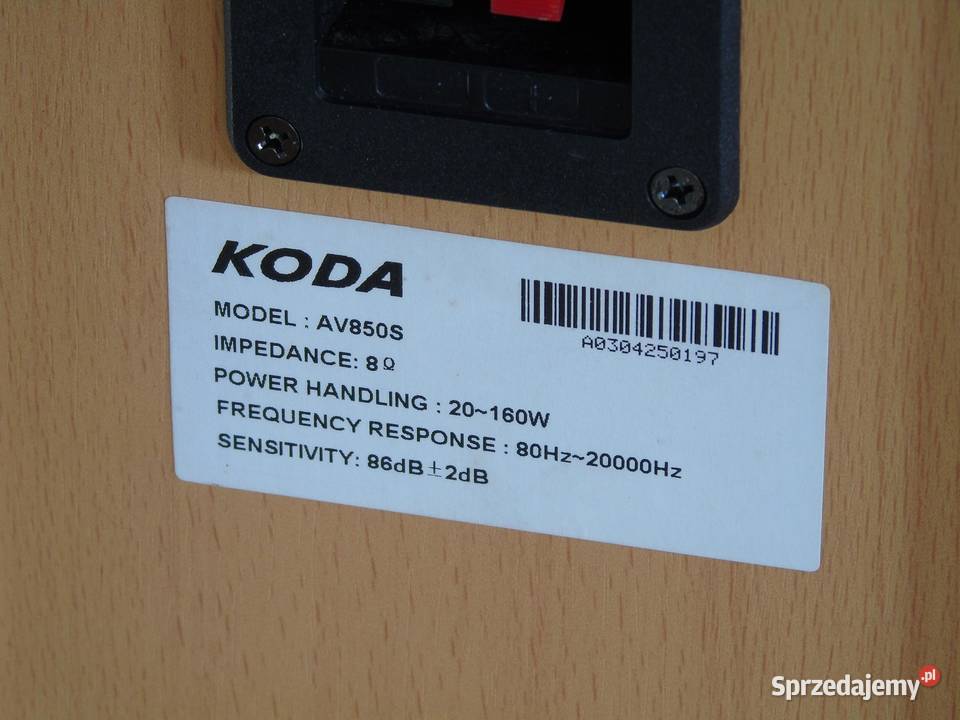 KODA
MODEL : AV850S
IMPEDANCE: 8Ω
POWER HANDLING : 20~160W
FREQUENCY RESPONSE : 80Hz~20000Hz
SENSITIVITY: 86dB±2dB
A0304250197
Sprzedajemy.pl